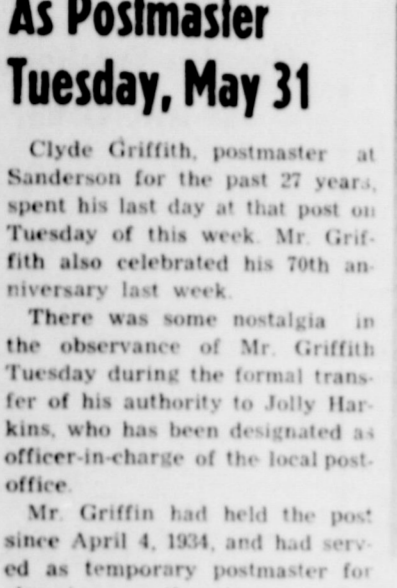 As Postmaster
Tuesday, May 31
Clyde Griffith, postmaster at
Sanderson for the past 27 years,
spent his last day at that post on
Tuesday of this week. Mr. Grif-
fith also celebrated his 70th an-
niversary last week.
There was some nostalgia in
the observance of Mr. Griffith
Tuesday during the formal trans-
fer of his authority to Jolly Har-
kins, who has been designated as
officer-in-charge of the local post-
office.
Mr. Griffin had held the post
since April 4, 1934, and had serv-
ed as temporary postmaster for